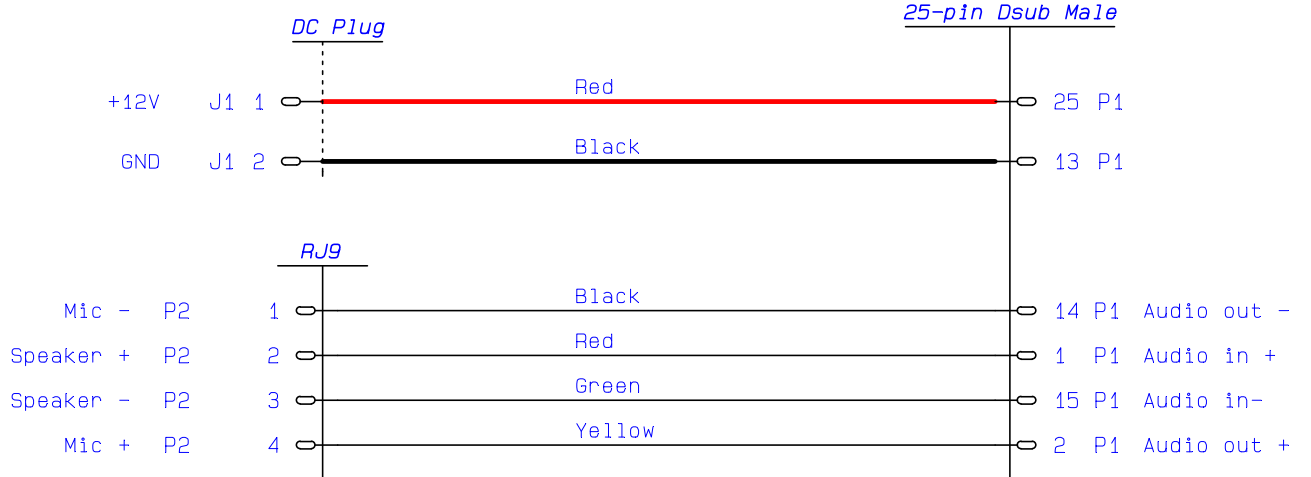 25-pin Dsub Male
DC Plug
Red
+12V J1 1 25 P1
Black
GND J1 2 13 P1
RJ9
Black
Mic - P2 1 14 P1 Audio out -
Red
Speaker + P2 2 1 P1 Audio in +
Green
Speaker - P2 3 15 P1 Audio in-
Yellow
Mic + P2 4 2 P1 Audio out +